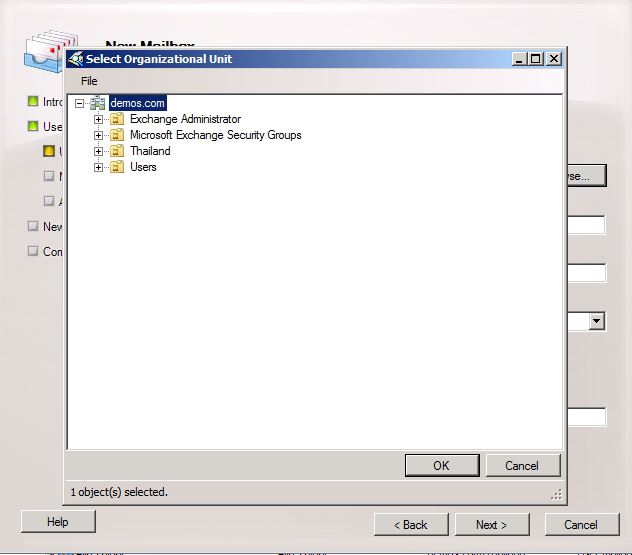 New Mailbox
Select Organizational Unit
File
demos.com
Exchange Administrator
Microsoft Exchange Security Groups
Thailand
Users
Intro
Use
New
Con
se...
OK
Cancel
1 object(s) selected.
Help
< Back
Next >
Cancel